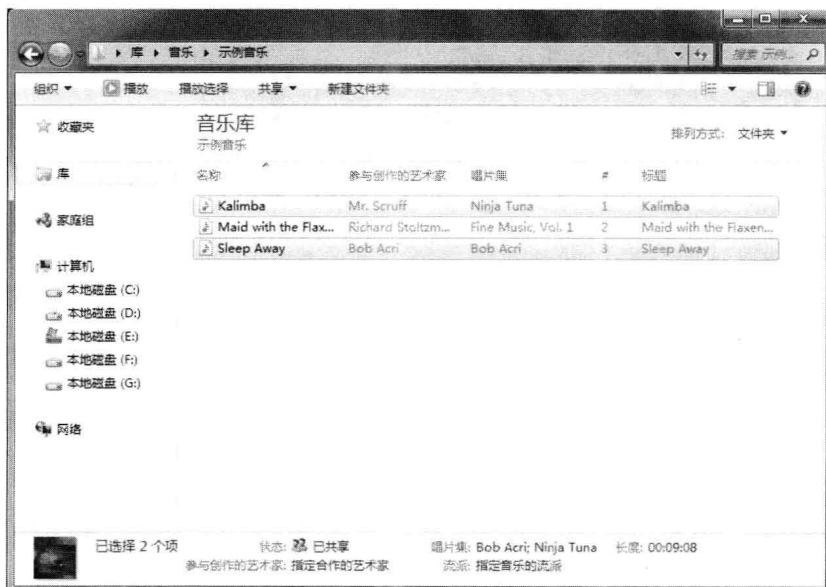 库 ▸ 音乐 ▸ 示例音乐
搜索 示例...
组织 播放 播放选择 共享 新建文件夹
收藏夹
库
家庭组
计算机
本地磁盘 (C:)
本地磁盘 (D:)
本地磁盘 (E:)
本地磁盘 (F:)
本地磁盘 (G:)
网络
音乐库
示例音乐
排列方式: 文件夹
名称 参与创作的艺术家 唱片集 # 标题
Kalimba Mr. Scruff Ninja Tuna 1 Kalimba
Maid with the Flax... Richard Stoltzm... Fine Music, Vol. 1 2 Maid with the Flaxen...
Sleep Away Bob Acri Bob Acri 3 Sleep Away
已选择 2 个项 状态: 已共享 唱片集: Bob Acri; Ninja Tuna 长度: 00:09:08
参与创作的艺术家: 指定合作的艺术家 流派: 指定音乐的流派